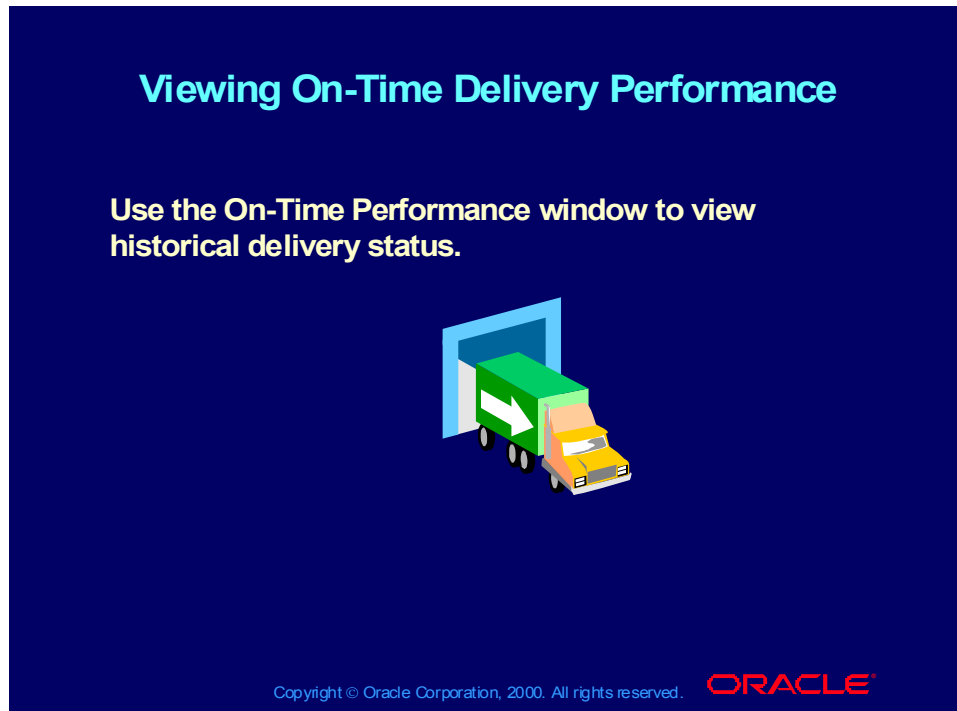 Viewing On-Time Delivery Performance
Use the On-Time Performance window to view
historical delivery status.
Copyright © Oracle Corporation, 2000. All rights reserved.
ORACLE®